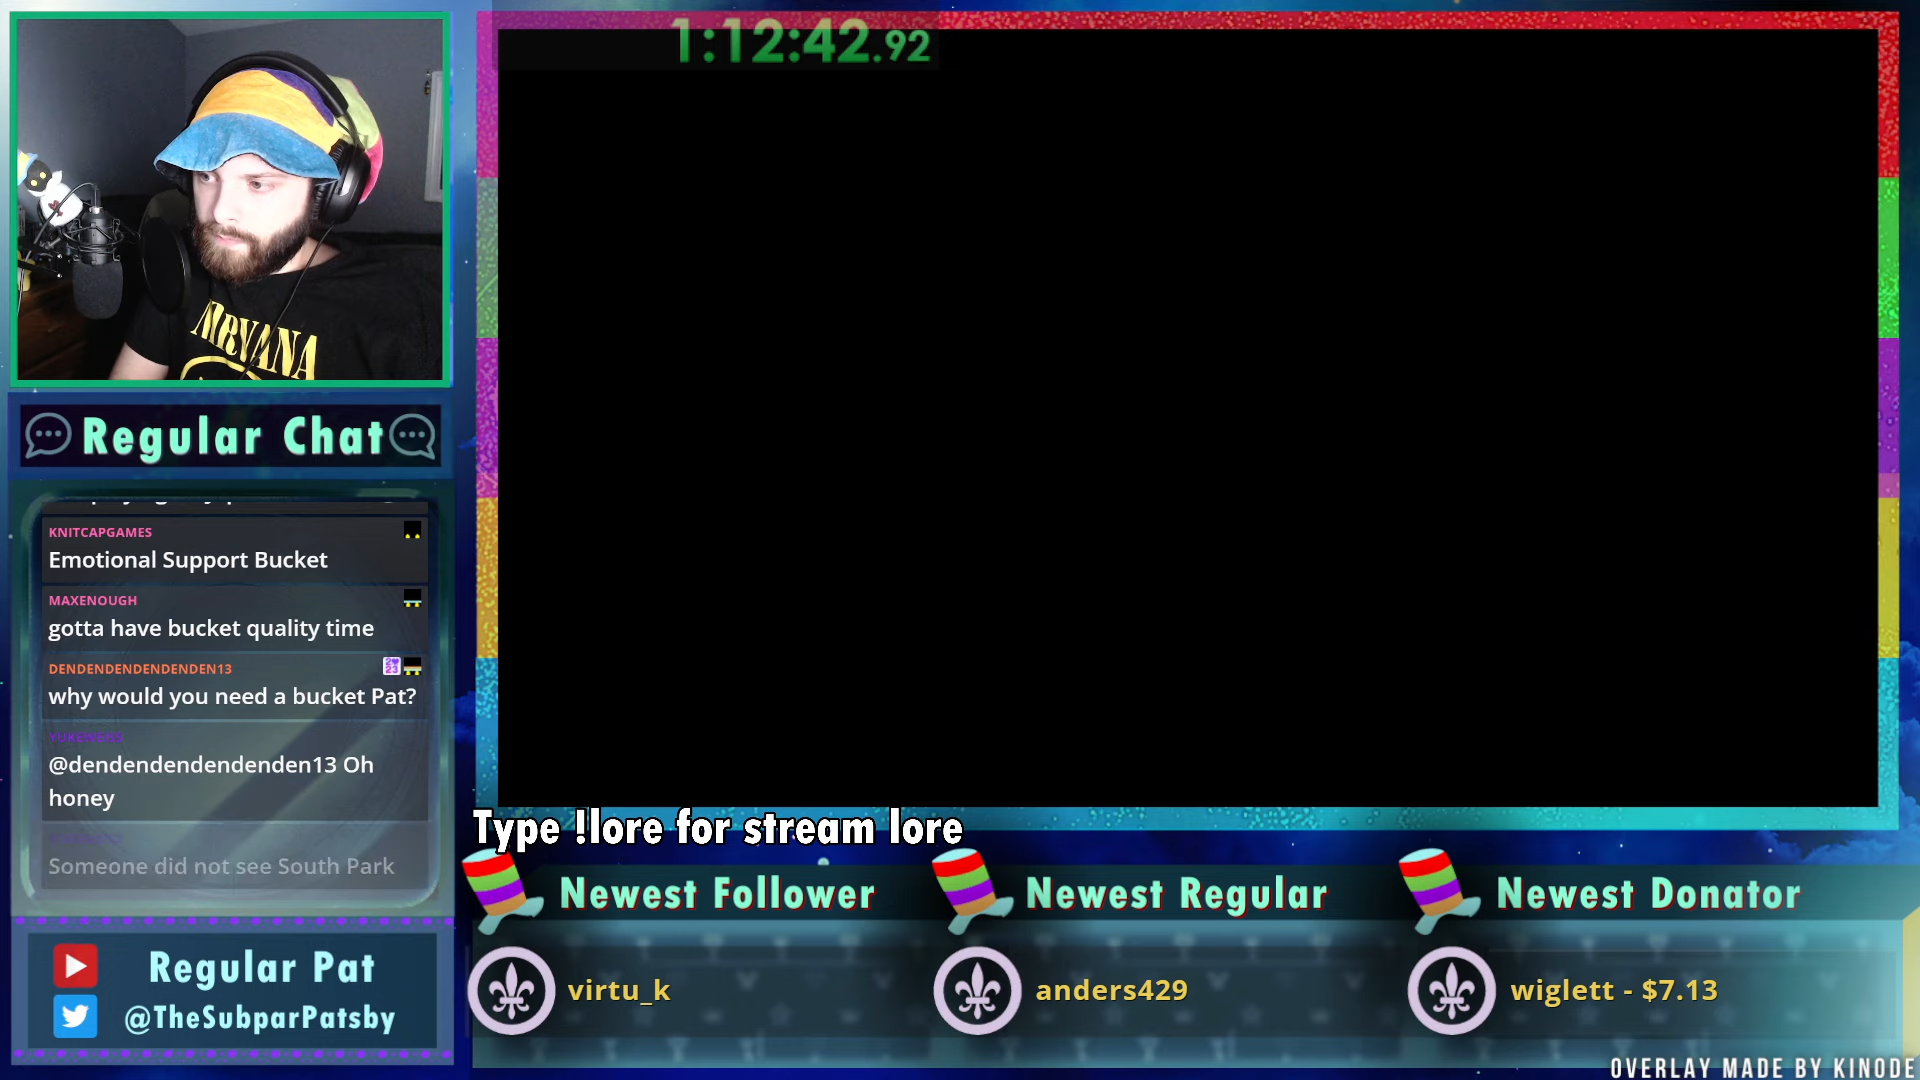 1:12:42.92
NIRVANA
Regular Chat
KNITCAPGAMES
Emotional Support Bucket
MAXENOUGH
gotta have bucket quality time
DENDENDENDENDENDEN13
why would you need a bucket Pat?
@dendendendendenden13 Oh
honey
Someone did not see South Park
Regular Pat
@TheSubparPatsby
Type !lore for stream lore
Newest Follower
virtu_k
Newest Regular
anders429
Newest Donator
wiglett - $7.13
OVERLAY MADE BY KINODE